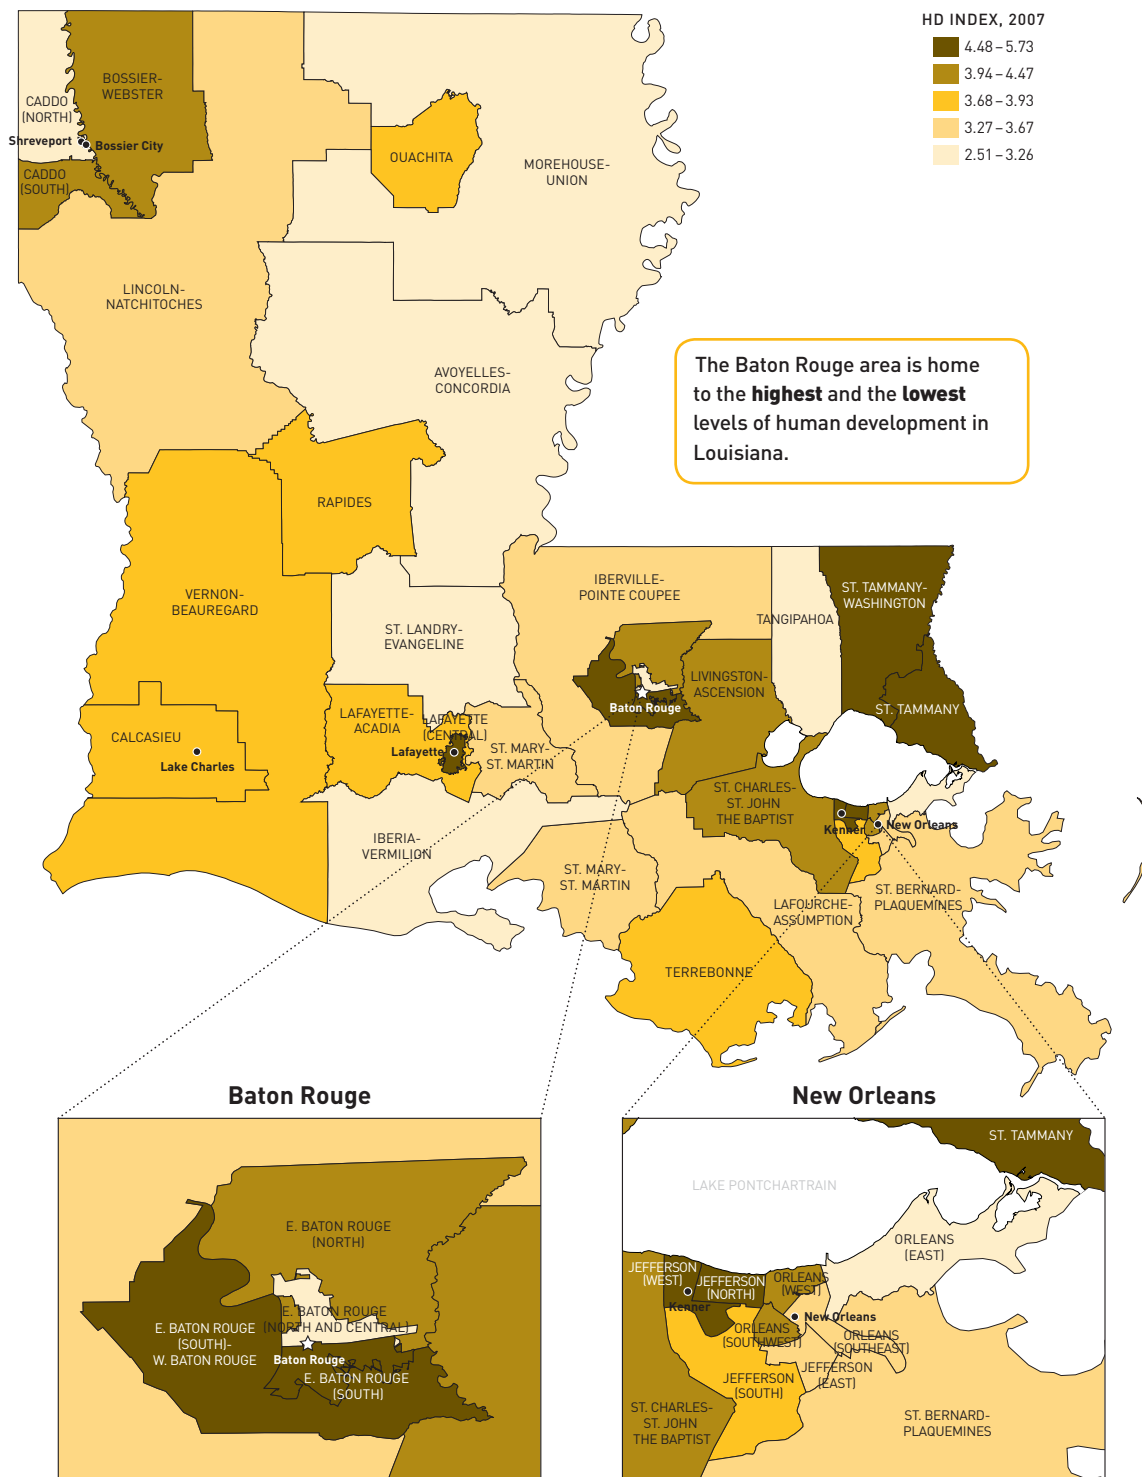 HD INDEX, 2007
4.48–5.73
3.94–4.47
3.68–3.93
3.27–3.67
2.51–3.26
BOSSIER-
WEBSTER
CADDO
(NORTH)
Shreveport
Bossier City
CADDO
(SOUTH)
OUACHITA
MOREHOUSE-
UNION
LINCOLN-
NATCHITOCHES
AVOYELLES-
CONCORDIA
The Baton Rouge area is home
to the highest and the lowest
levels of human development in
Louisiana.
RAPIDES
VERNON-
BEAUREGARD
IBERVILLE-
POINTE COUPEE
ST. TAMMANY-
WASHINGTON
TANGIPAHOA
ST. LANDRY-
EVANGELINE
LIVINGSTON-
ASCENSION
Baton Rouge
ST. TAMMANY
LAFAYETTE-
ACADIA
LAFAYETTE
(CENTRAL)
Lafayette
CALCASIEU
Lake Charles
ST. MARY-
ST. MARTIN
ST. CHARLES-
ST. JOHN
THE BAPTIST
Kenner
New Orleans
IBERIA-
VERMILION
ST. MARY-
ST. MARTIN
LAFOURCHE-
ASSUMPTION
ST. BERNARD-
PLAQUEMINES
TERREBONNE
Baton Rouge
E. BATON ROUGE
(NORTH)
E. BATON ROUGE
(NORTH AND CENTRAL)
E. BATON ROUGE
(SOUTH)-
W. BATON ROUGE
Baton Rouge
E. BATON ROUGE
(SOUTH)
New Orleans
ST. TAMMANY
LAKE PONTCHARTRAIN
ORLEANS
(EAST)
JEFFERSON
(WEST)
JEFFERSON
(NORTH)
ORLEANS
(WEST)
Kenner
New Orleans
ORLEANS
(SOUTHWEST)
ORLEANS
(SOUTHEAST)
JEFFERSON
(EAST)
JEFFERSON
(SOUTH)
ST. CHARLES-
ST. JOHN
THE BAPTIST
ST. BERNARD-
PLAQUEMINES